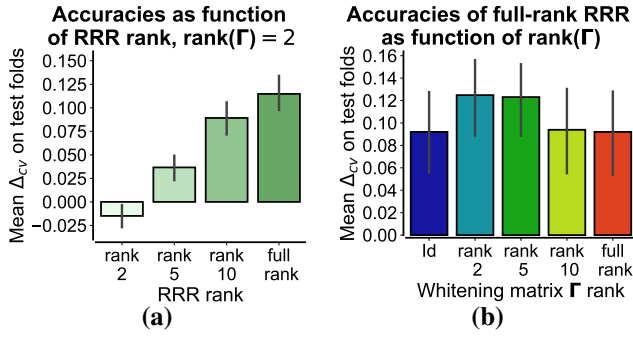 Accuracies as function
of RRR rank, rank(Γ) = 2
Mean Δcv on test folds
0.150
0.125
0.100
0.075
0.050
0.025
0.000
−0.025
rank
2
rank
5
rank
10
full
rank
RRR rank
(a)
Accuracies of full-rank RRR
as function of rank(Γ)
Mean Δcv on test folds
0.16
0.14
0.12
0.10
0.08
0.06
0.04
0.02
0.00
Id
rank
2
rank
5
rank
10
full
rank
Whitening matrix Γ rank
(b)